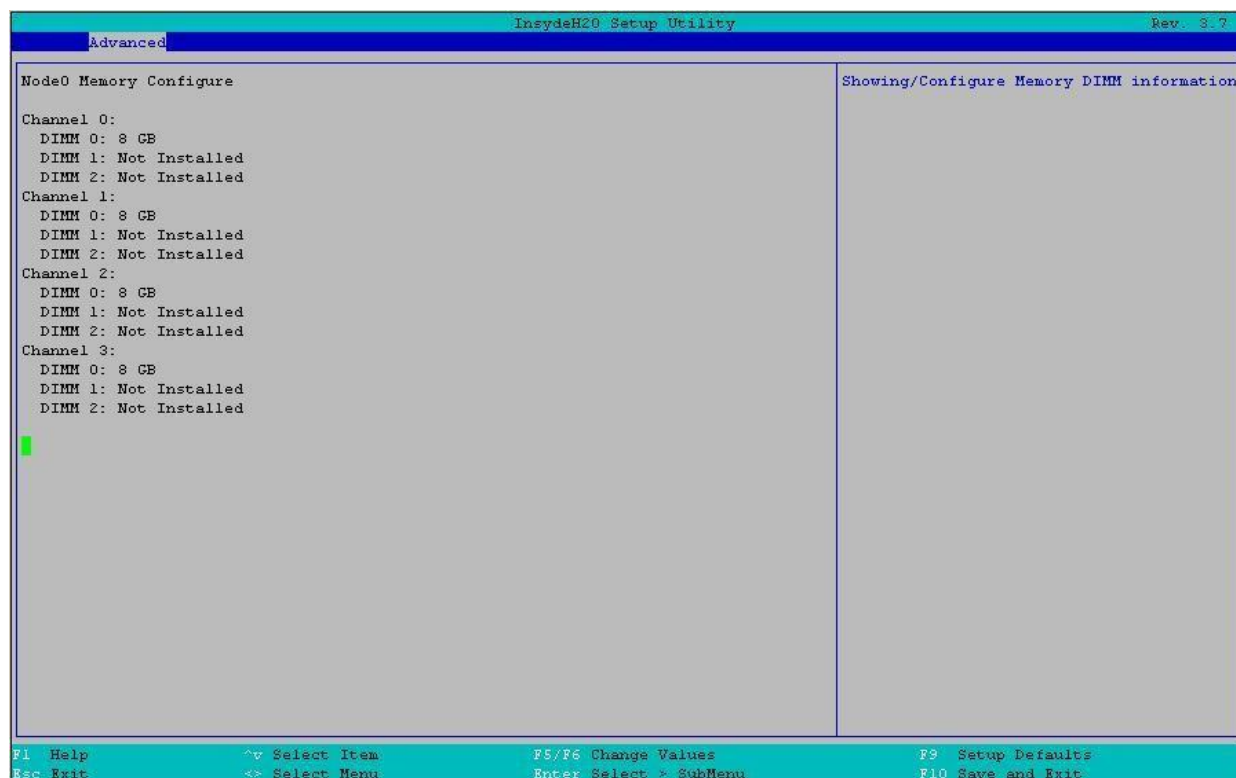 InsydeH20 Setup Utility Rev. 3.7
Advanced
Node0 Memory Configure
Showing/Configure Memory DIMM information
Channel 0:
DIMM 0: 8 GB
DIMM 1: Not Installed
DIMM 2: Not Installed
Channel 1:
DIMM 0: 8 GB
DIMM 1: Not Installed
DIMM 2: Not Installed
Channel 2:
DIMM 0: 8 GB
DIMM 1: Not Installed
DIMM 2: Not Installed
Channel 3:
DIMM 0: 8 GB
DIMM 1: Not Installed
DIMM 2: Not Installed
F1 Help ^v Select Item F5/F6 Change Values F9 Setup Defaults
Esc Exit <> Select Menu Enter Select > SubMenu F10 Save and Exit